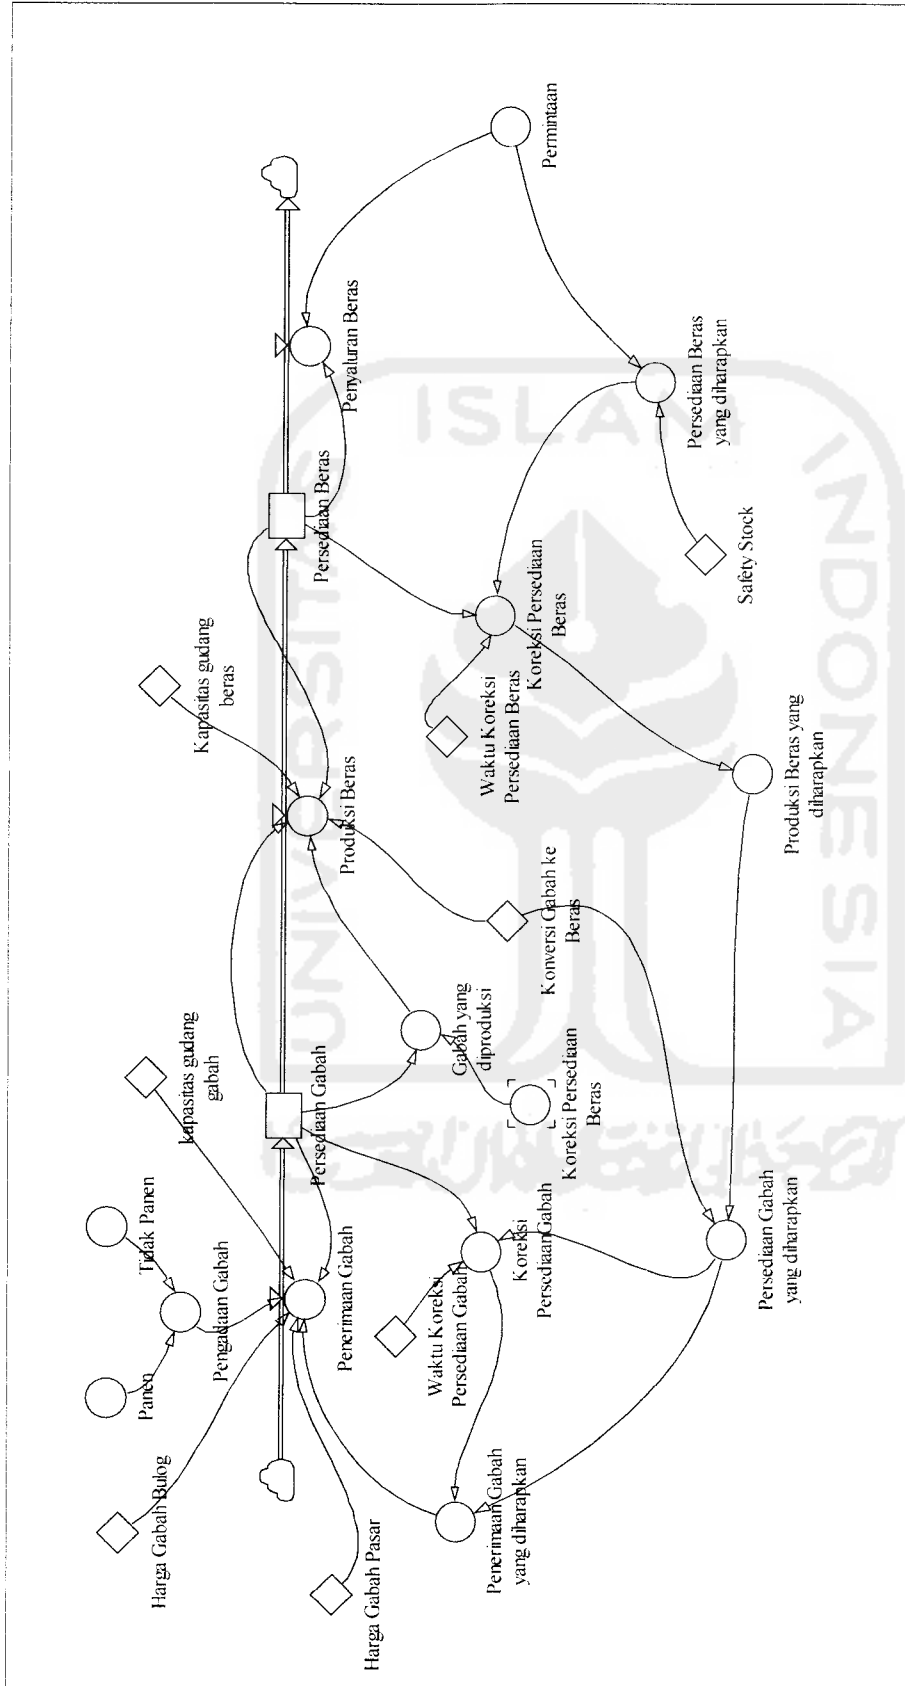 Harga Gabah Bulog
Panen
Tidak Panen
Pengadaan Gabah
kapasitas gudang
gabah
Kapasitas gudang
beras
Harga Gabah Pasar
Penerimaan Gabah
Persediaan Gabah
Produksi Beras
Persediaan Beras
Penyaluran Beras
Permintaan
Penerimaan Gabah
yang diharapkan
Waktu Koreksi
Persediaan Gabah
Koreksi
Persediaan Gabah
Gabah yang
diproduksi
Koreksi Persediaan
Beras
Konversi Gabah ke
Beras
Waktu Koreksi
Persediaan Beras
Koreksi Persediaan
Beras
Persediaan Gabah
yang diharapkan
Produksi Beras yang
diharapkan
Safety Stock
Persediaan Beras
yang diharapkan
UNIVERSITAS
ISLAM
INDONESIA